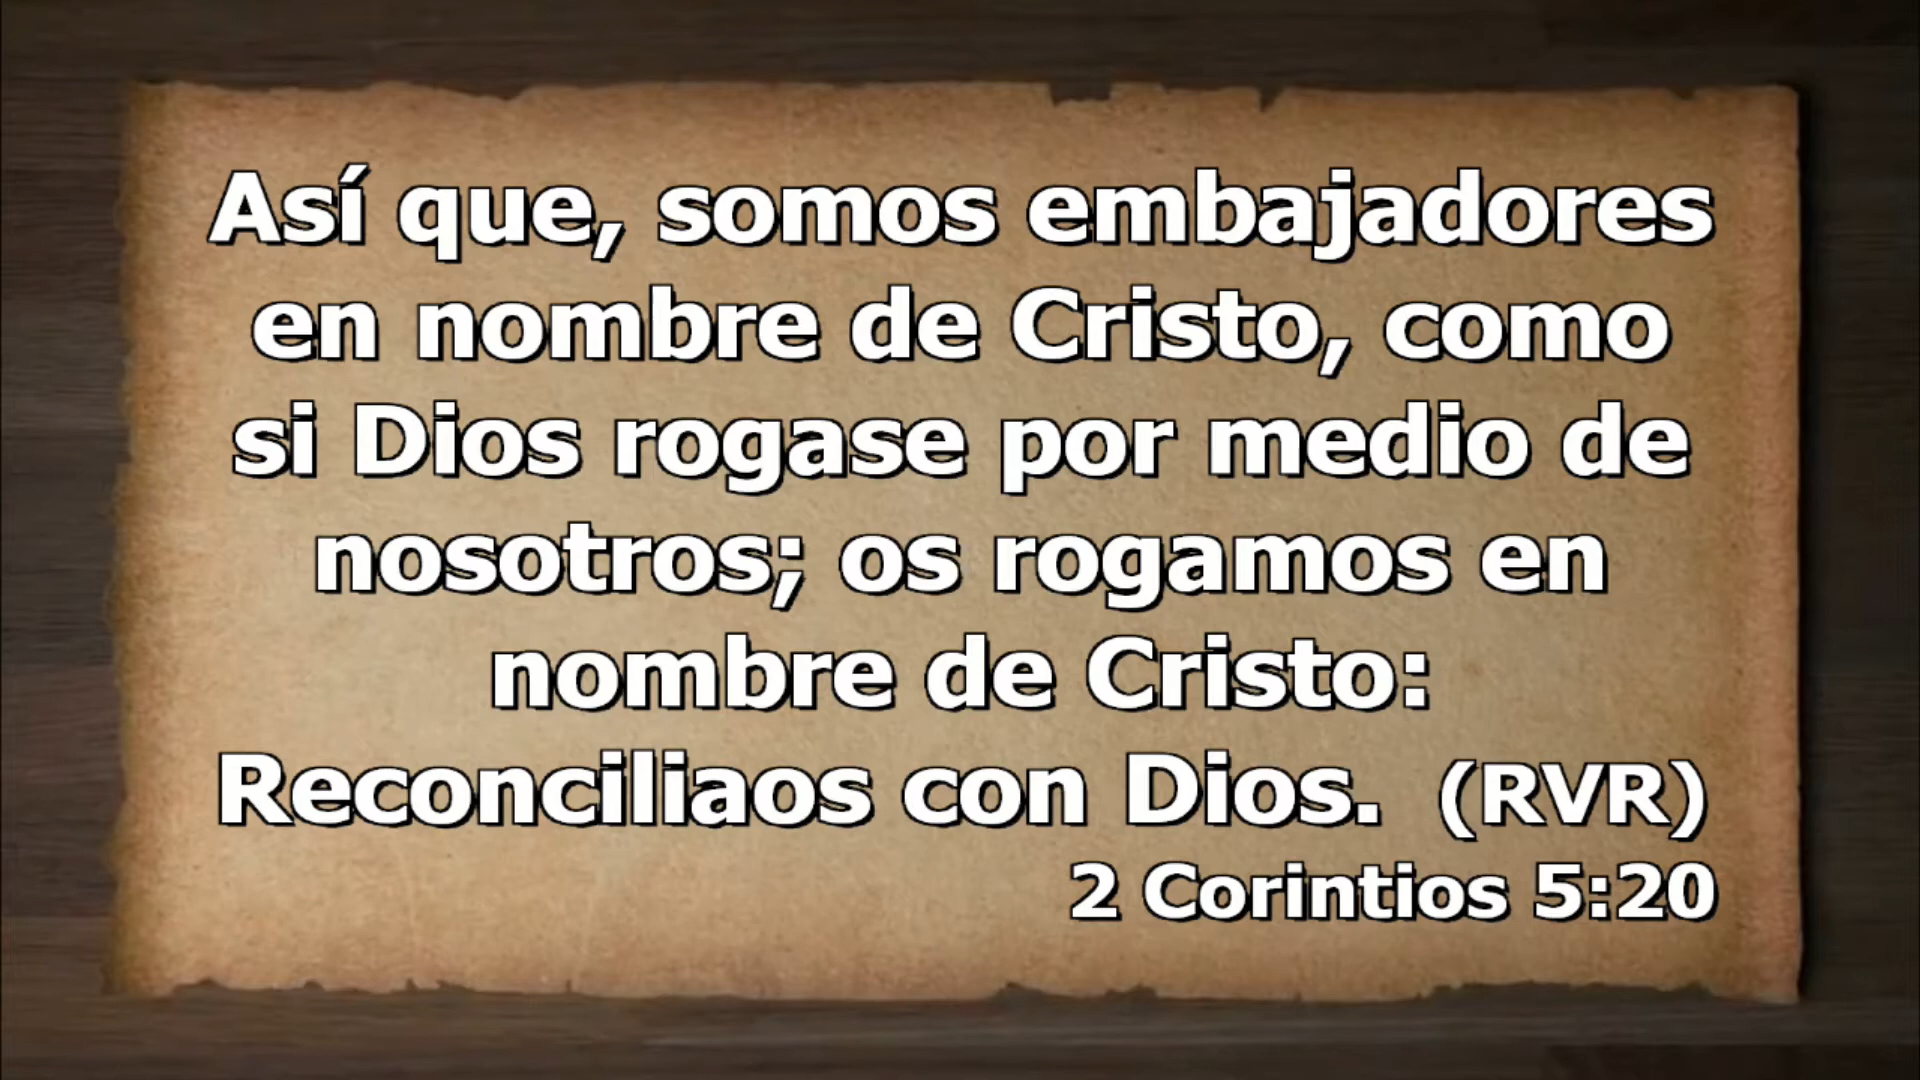 Así que, somos embajadores
en nombre de Cristo, como
si Dios rogase por medio de
nosotros; os rogamos en
nombre de Cristo:
Reconciliaos con Dios. (RVR)
2 Corintios 5:20